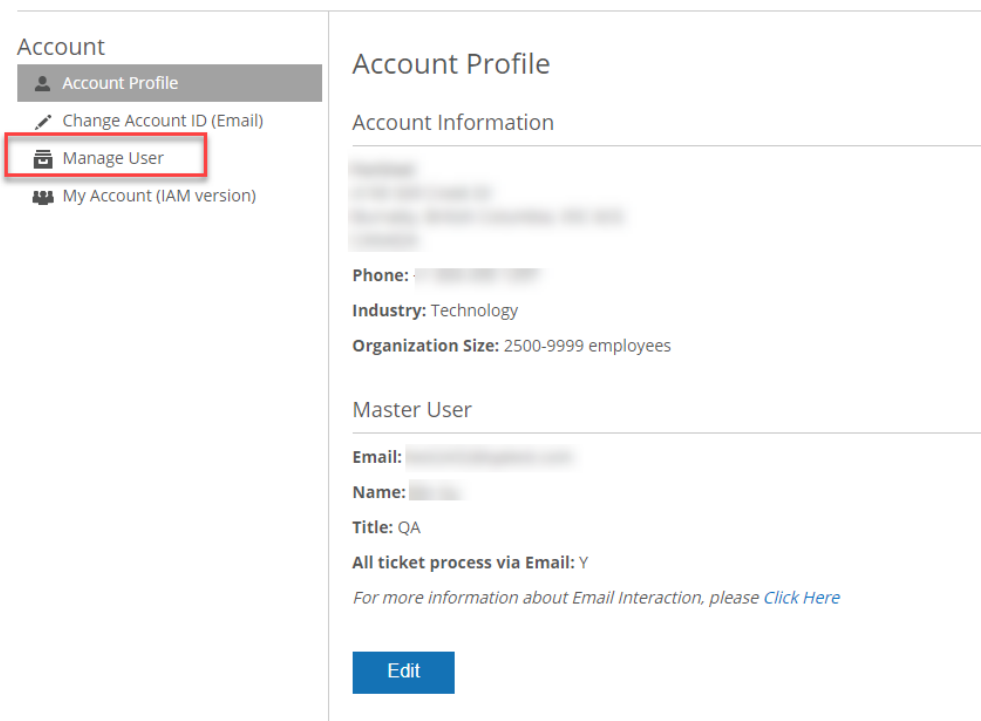 Account
Account Profile
Change Account ID (Email)
Manage User
My Account (IAM version)
Account Profile
Account Information
Phone:
Industry: Technology
Organization Size: 2500-9999 employees
Master User
Email:
Name:
Title: QA
All ticket process via Email: Y
For more information about Email Interaction, please Click Here
Edit